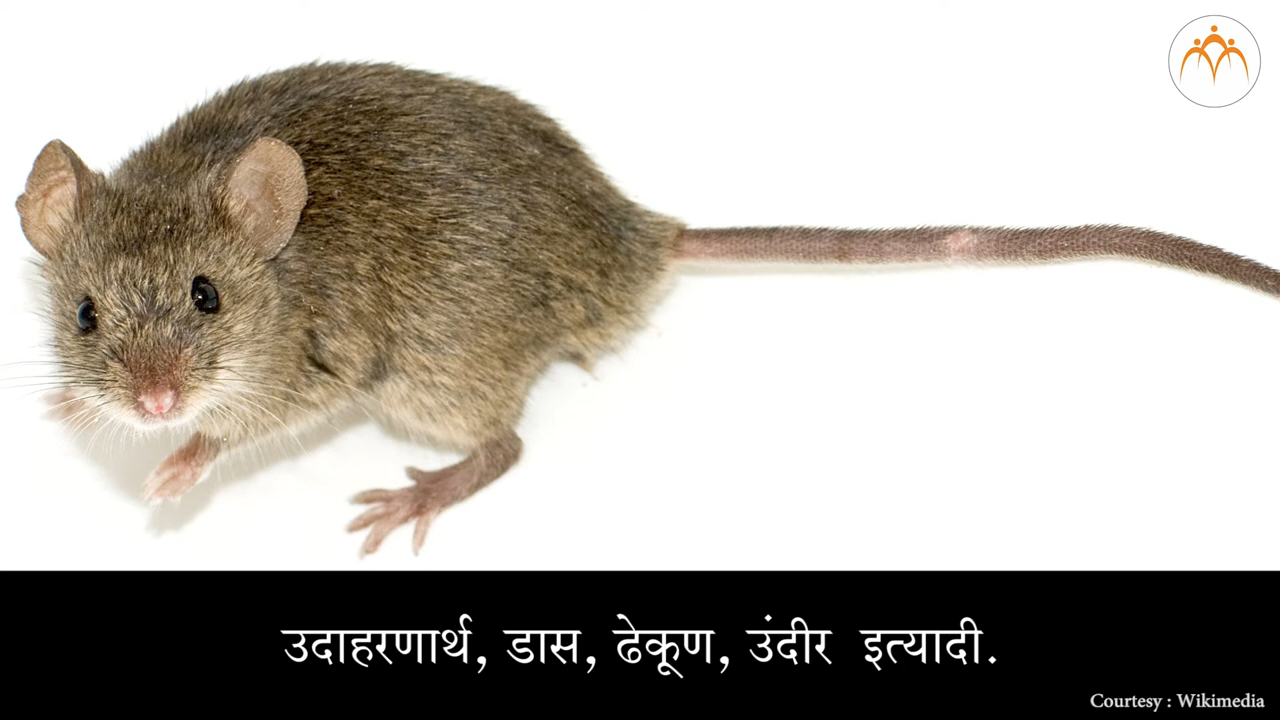 उदाहरणार्थ, डास, ढेकूण, उंदीर इत्यादी.
Courtesy : Wikimedia